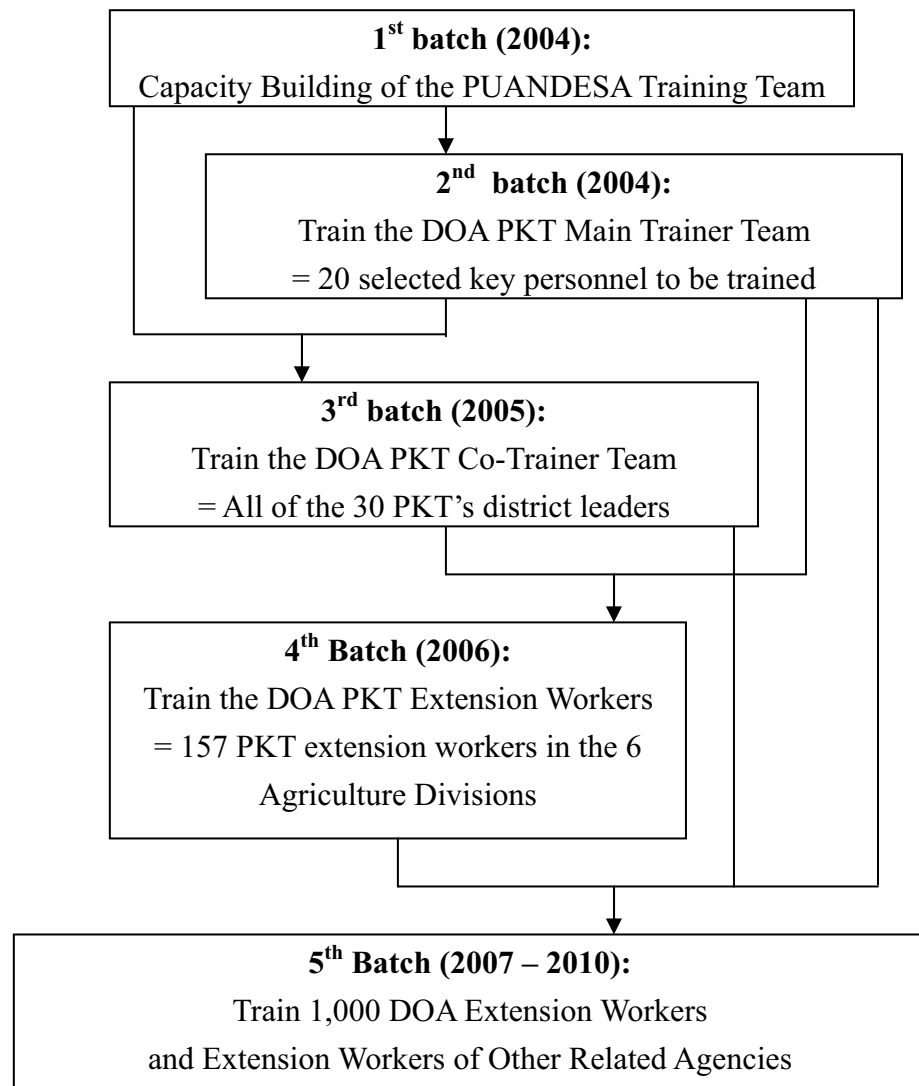 1st batch (2004):
Capacity Building of the PUANDESA Training Team
2nd batch (2004):
Train the DOA PKT Main Trainer Team
= 20 selected key personnel to be trained
3rd batch (2005):
Train the DOA PKT Co-Trainer Team
= All of the 30 PKT’s district leaders
4th Batch (2006):
Train the DOA PKT Extension Workers
= 157 PKT extension workers in the 6
Agriculture Divisions
5th Batch (2007 – 2010):
Train 1,000 DOA Extension Workers
and Extension Workers of Other Related Agencies